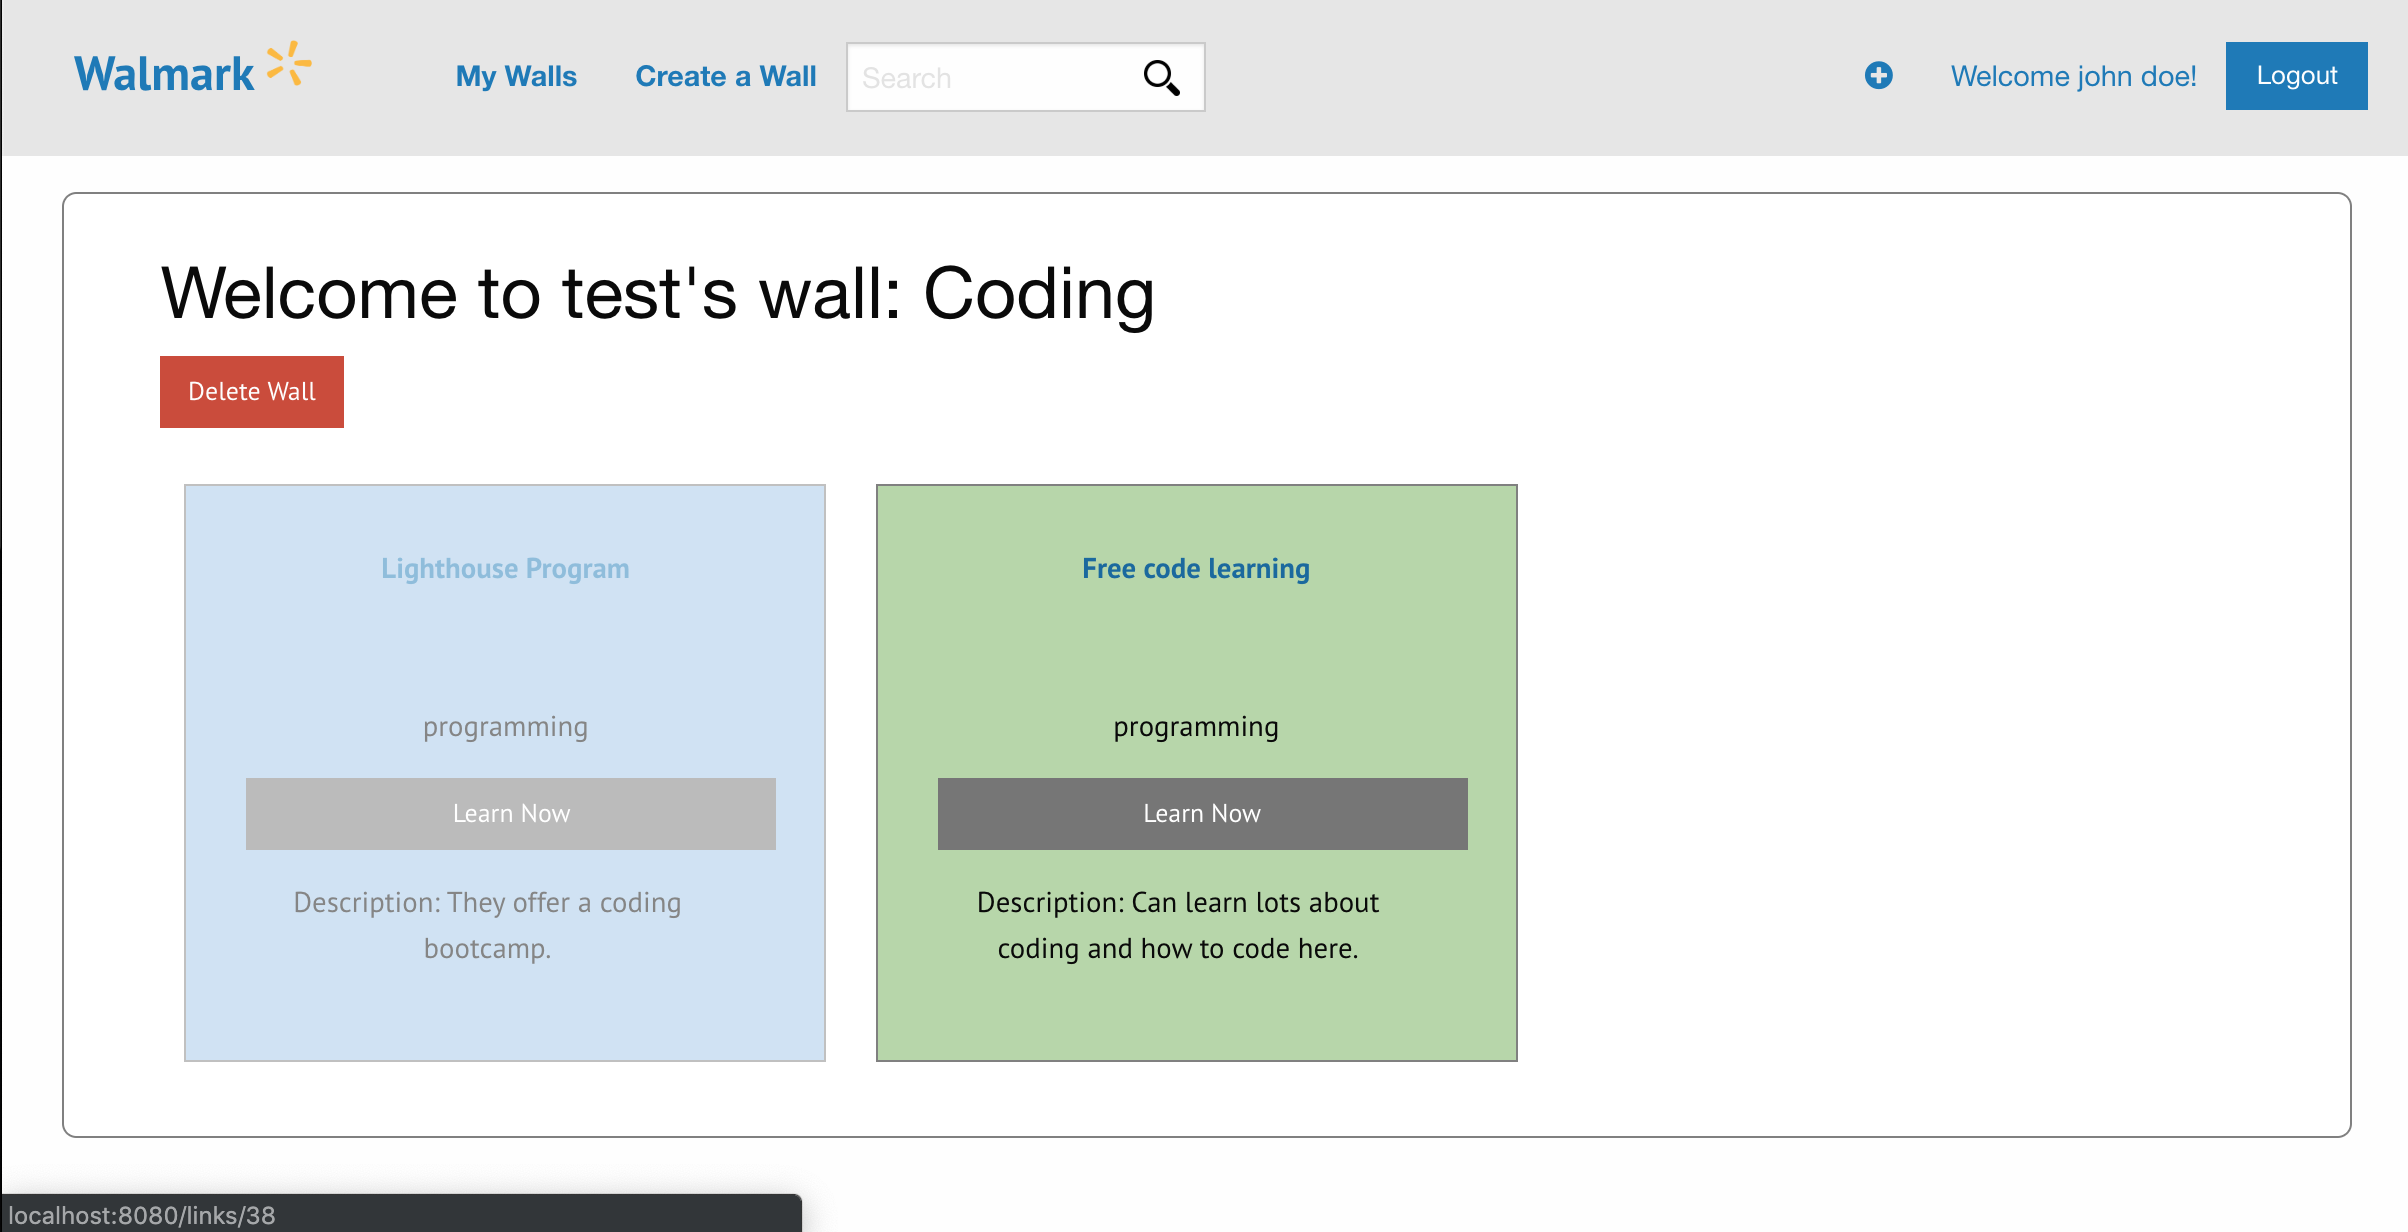 Walmark
My Walls
Create a Wall
Search
Welcome john doe!
Logout
Welcome to test's wall: Coding
Delete Wall
Lighthouse Program
programming
Learn Now
Description: They offer a coding
bootcamp.
Free code learning
programming
Learn Now
Description: Can learn lots about
coding and how to code here.
localhost:8080/links/38